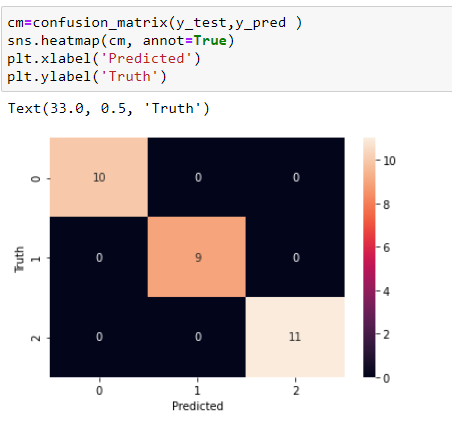 cm=confusion_matrix(y_test,y_pred )
sns.heatmap(cm, annot=True)
plt.xlabel('Predicted')
plt.ylabel('Truth')
Text(33.0, 0.5, 'Truth')
0 10 0 0
1 0 9 0
2 0 0 11
Truth
0 1 2
Predicted
10
8
6
4
2
0